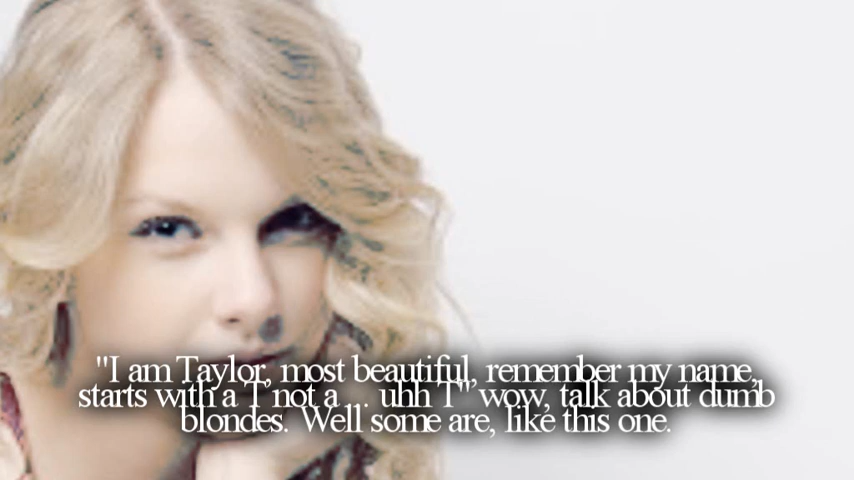 "I am Taylor, most beautiful, remember my name,
starts with a T not a ... uhh T" wow, talk about dumb
blondes. Well some are, like this one.